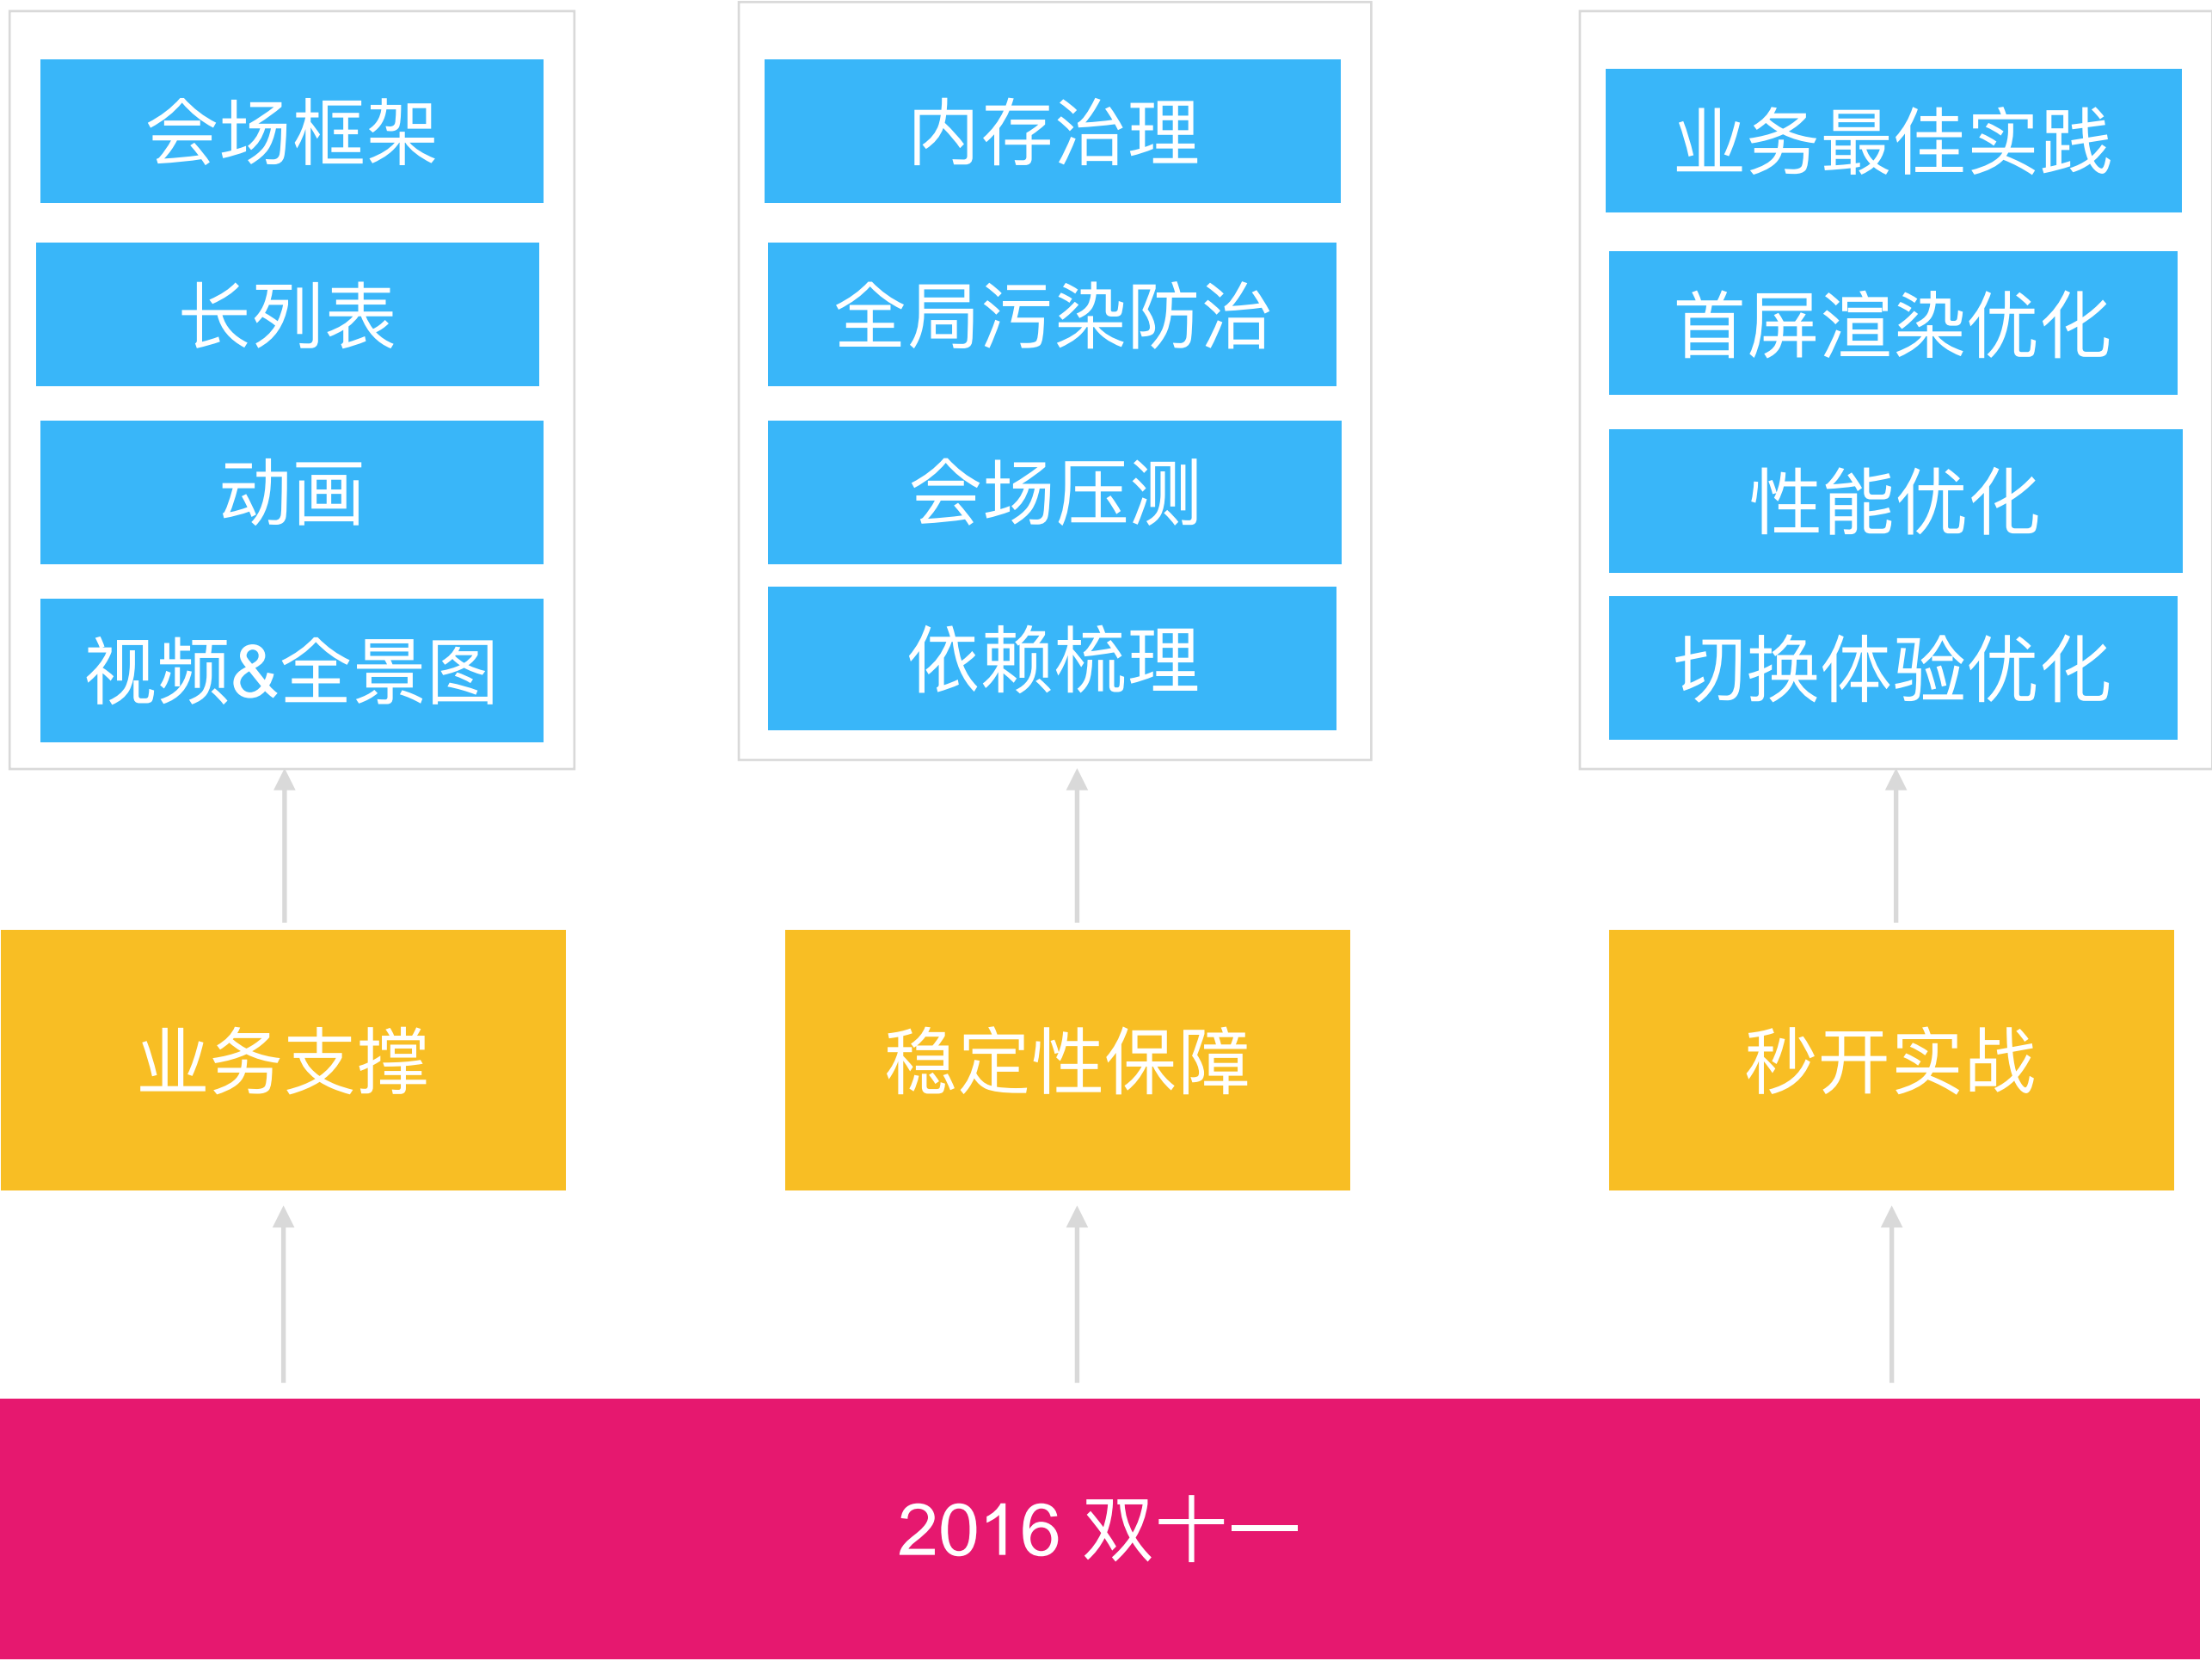 会场框架
长列表
动画
视频&全景图
内存治理
全局污染防治
会场压测
依赖梳理
业务最佳实践
首屏渲染优化
性能优化
切换体验优化
业务支撑
稳定性保障
秒开实战
2016 双十一